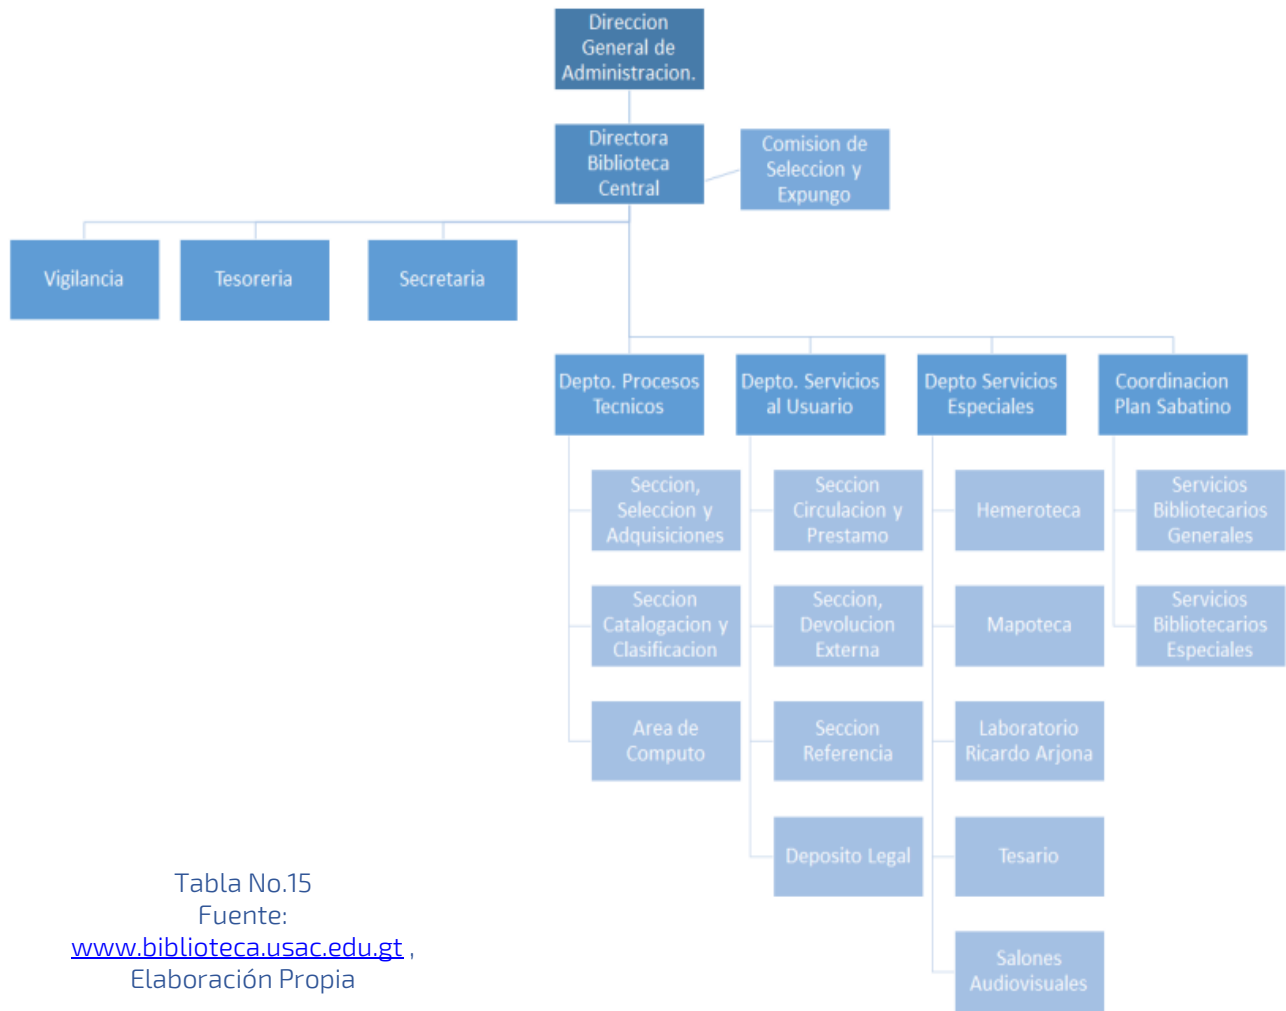 Direccion
General de
Administracion.
Directora
Biblioteca
Central
Comision de
Seleccion y
Expungo
Vigilancia
Tesoreria
Secretaria
Depto. Procesos
Tecnicos
Depto. Servicios
al Usuario
Depto Servicios
Especiales
Coordinacion
Plan Sabatino
Seccion,
Seleccion y
Adquisiciones
Seccion
Catalogacion y
Clasificacion
Area de
Computo
Seccion
Circulacion y
Prestamo
Seccion,
Devolucion
Externa
Seccion
Referencia
Deposito Legal
Hemeroteca
Mapoteca
Laboratorio
Ricardo Arjona
Tesario
Salones
Audiovisuales
Servicios
Bibliotecarios
Generales
Servicios
Bibliotecarios
Especiales
Tabla No.15
Fuente:
www.biblioteca.usac.edu.gt ,
Elaboración Propia